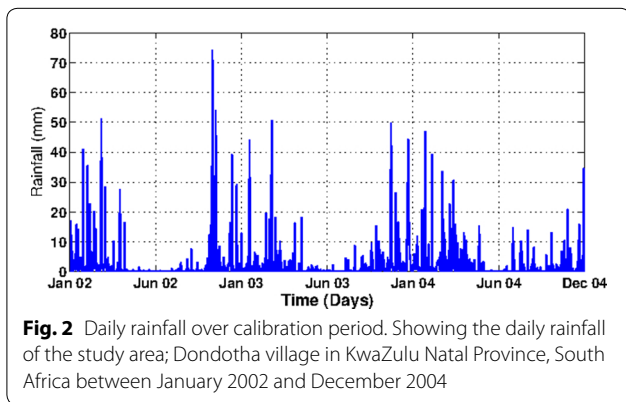 80
70
60
50
40
30
20
10
0
Rainfall (mm)
Jan 02 Jun 02 Jan 03 Jun 03 Jan 04 Jut 04 Dec 04
Time (Days)
Fig. 2 Daily rainfall over calibration period. Showing the daily rainfall
of the study area; Dondotha village in KwaZulu Natal Province, South
Africa between January 2002 and December 2004